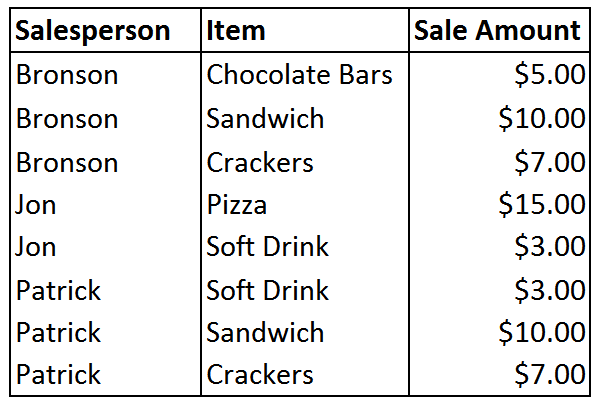 Salesperson Item Sale Amount
Bronson Chocolate Bars $5.00
Bronson Sandwich $10.00
Bronson Crackers $7.00
Jon Pizza $15.00
Jon Soft Drink $3.00
Patrick Soft Drink $3.00
Patrick Sandwich $10.00
Patrick Crackers $7.00